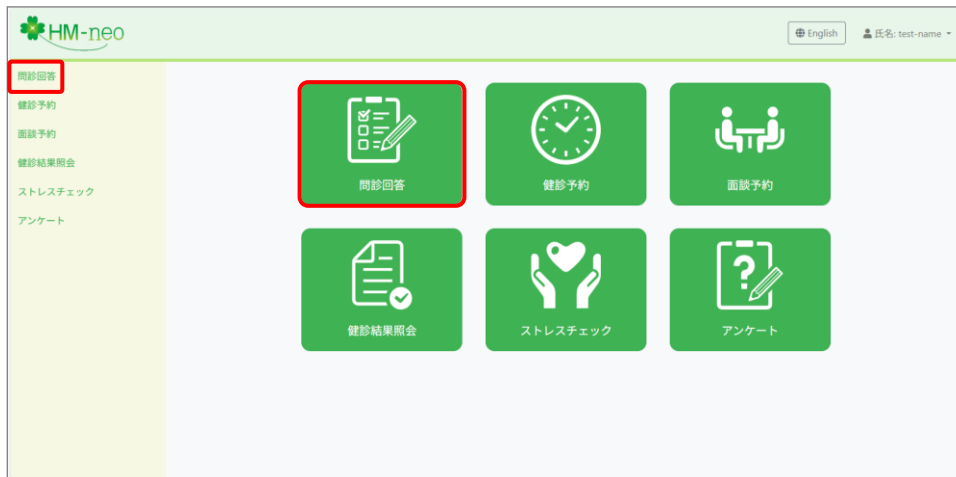 HM-neo
English
氏名: test-name
問診回答
健診予約
面談予約
健診結果照会
ストレスチェック
アンケート
問診回答
健診予約
面談予約
健診結果照会
ストレスチェック
アンケート